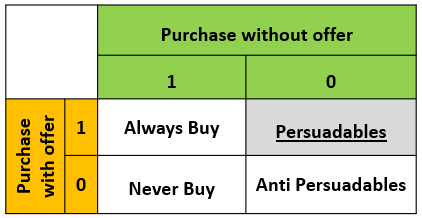 Purchase without offer
1 0
Purchase
with offer
1 Always Buy Persuadables
0 Never Buy Anti Persuadables